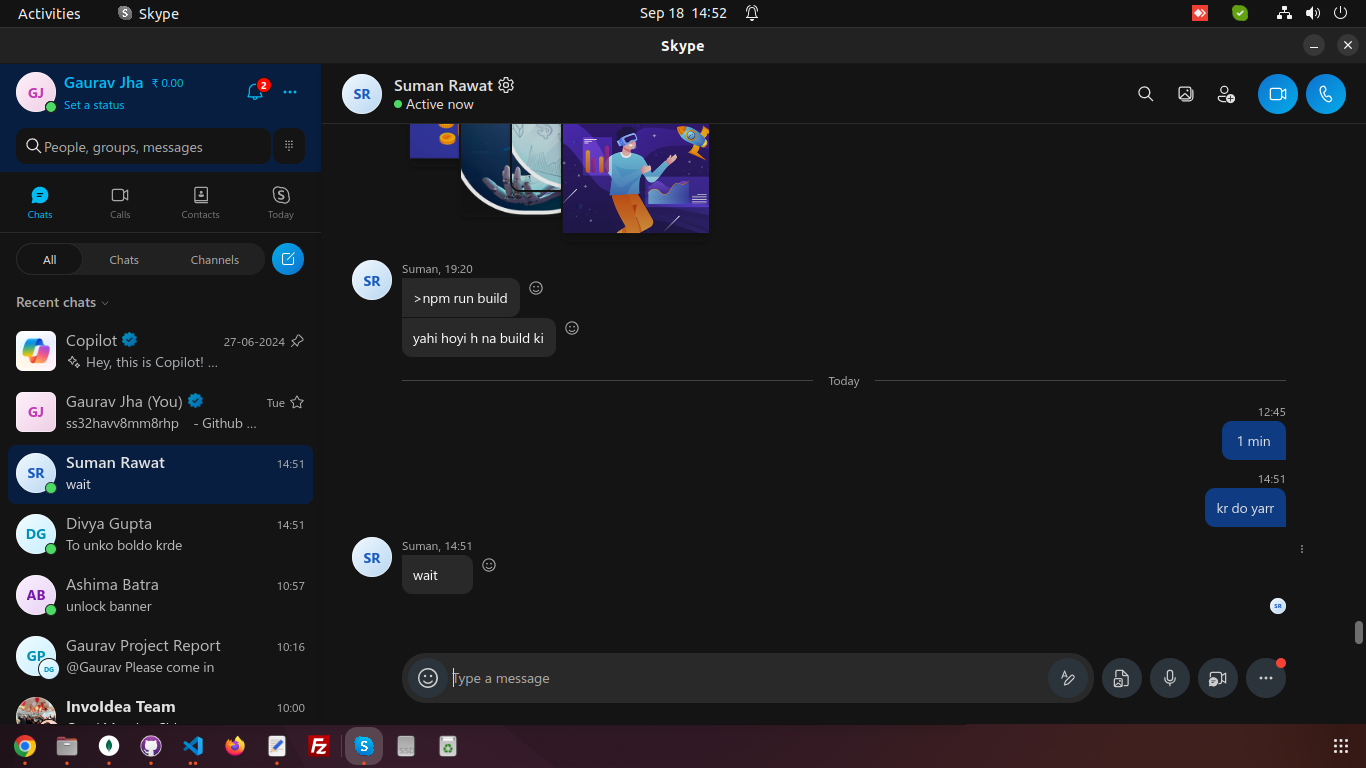 Activities
Skype
Sep 18 14:52
Skype
GJ
Gaurav Jha ₹ 0.00
Set a status
2
People, groups, messages
Chats
Calls
Contacts
Today
All
Chats
Channels
Recent chats
Copilot
27-06-2024
Hey, this is Copilot! ...
GJ
Gaurav Jha (You)
Tue
ss32havv8mm8rhp - Github ...
SR
Suman Rawat
14:51
wait
DG
Divya Gupta
14:51
To unko boldo krde
AB
Ashima Batra
10:57
unlock banner
GP
DG
Gaurav Project Report
10:16
@Gaurav Please come in
InvoIdea Team
10:00
SR
Suman Rawat
Active now
SR
Suman, 19:20
>npm run build
yahi hoyi h na build ki
Today
12:45
1 min
14:51
kr do yarr
SR
Suman, 14:51
wait
SR
Type a message
Fz
S
SSD